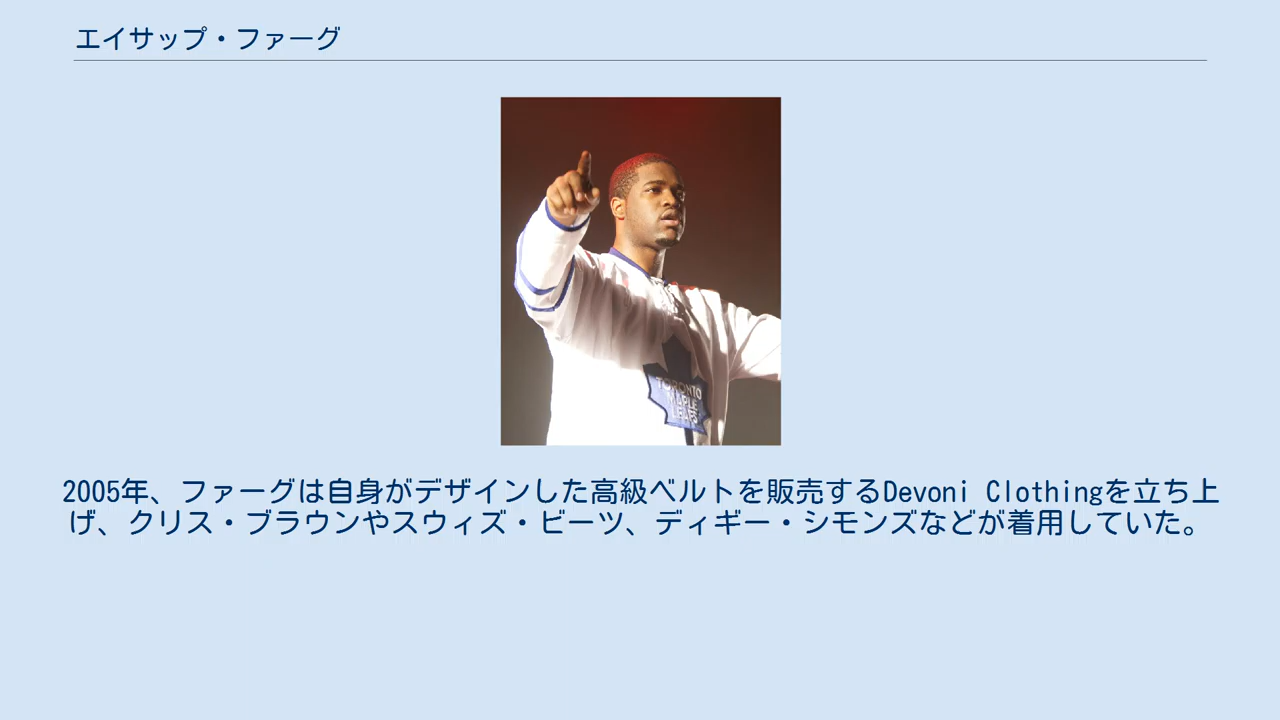 エイサップ・ファーグ
TORONTO
MAPLE
LEAFS
2005年、ファーグは自身がデザインした高級ベルトを販売するDevoni Clothingを立ち上
げ、クリス・ブラウンやスウィズ・ビーツ、ディギー・シモンズなどが着用していた。